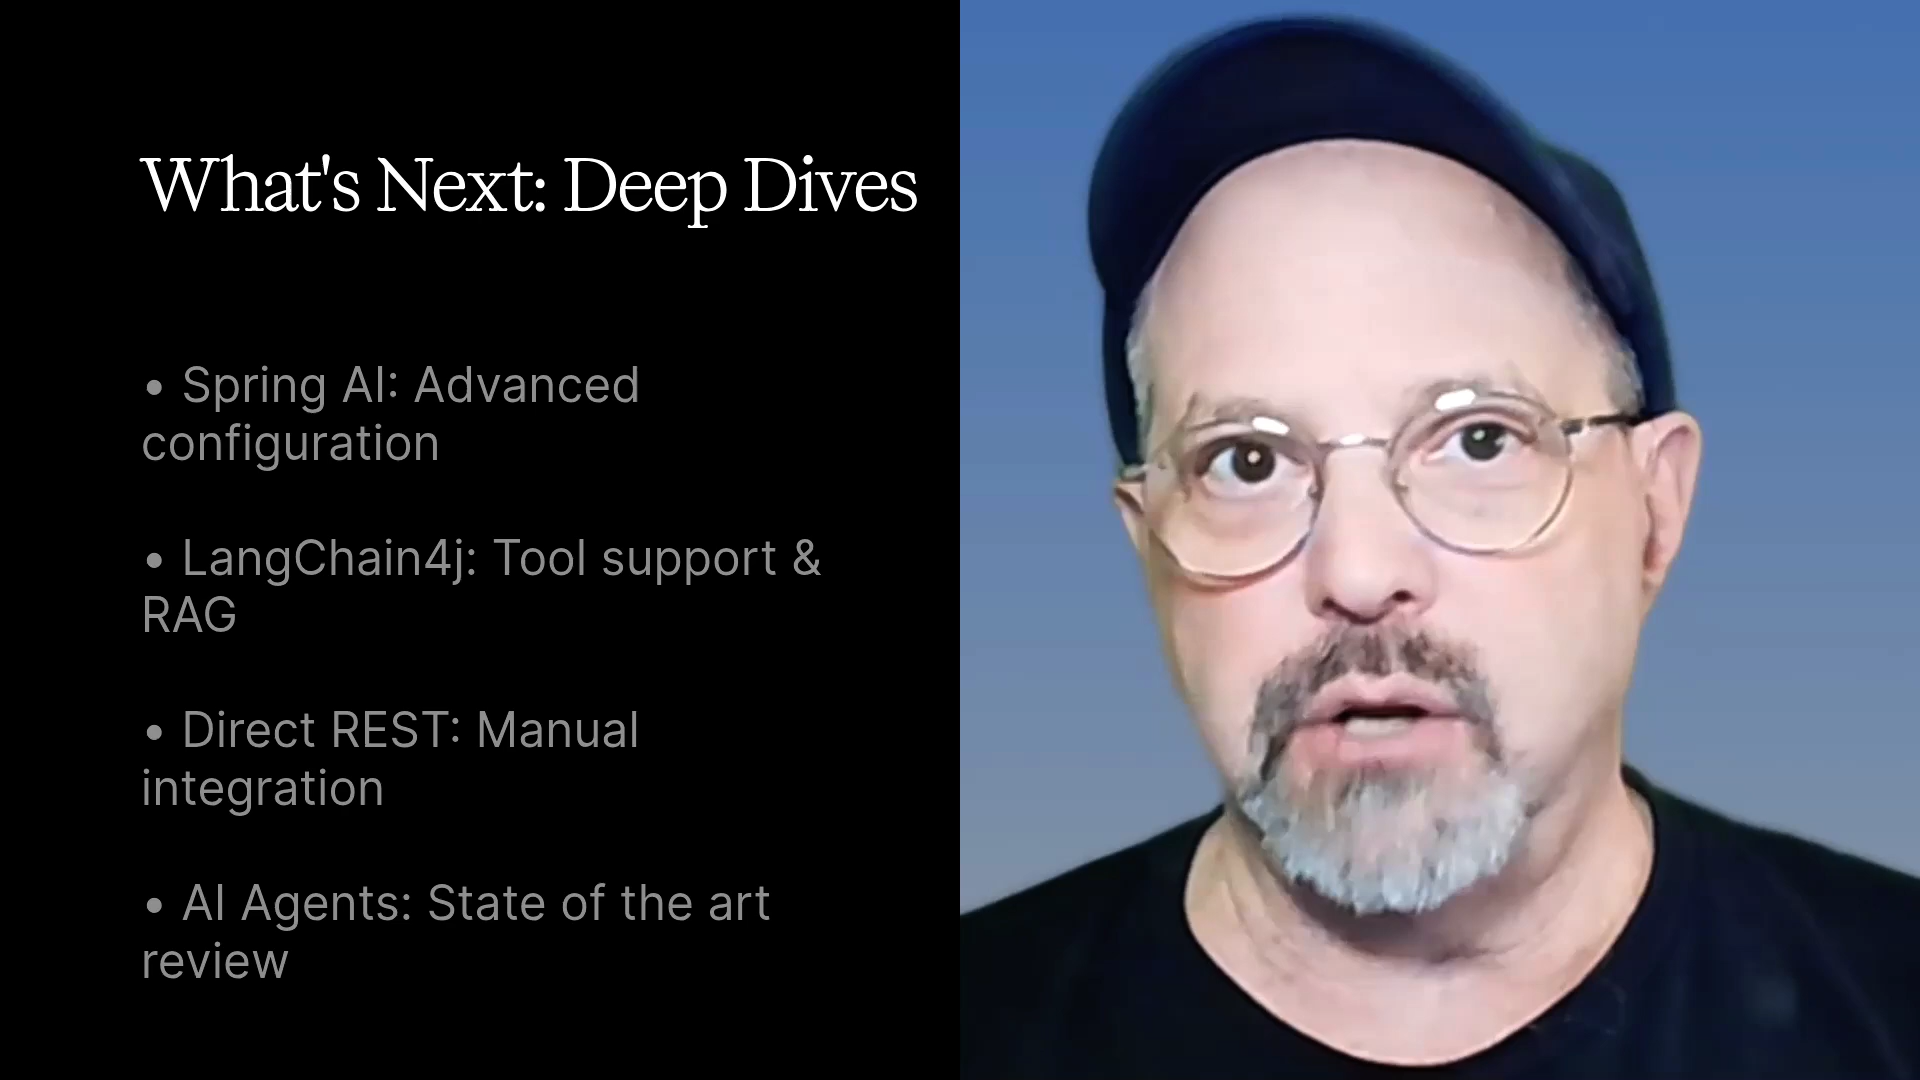 What's Next: Deep Dives
• Spring AI: Advanced
configuration
• LangChain4j: Tool support &
RAG
• Direct REST: Manual
integration
• AI Agents: State of the art
review